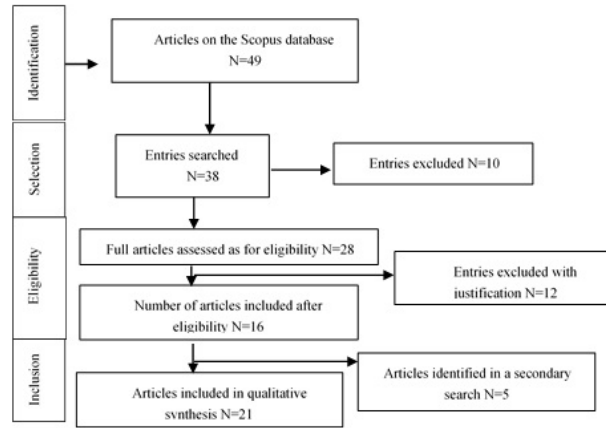 Identification
Articles on the Scopus database
N=49
Selection
Entries searched
N=38
Entries excluded N=10
Eligibility
Full articles assessed as for eligibility N=28
Entries excluded with
iustification N=12
Number of articles included after
eligibility N=16
Inclusion
Articles identified in a secondary
search N=5
Articles included in qualitative
svnthesis N=21